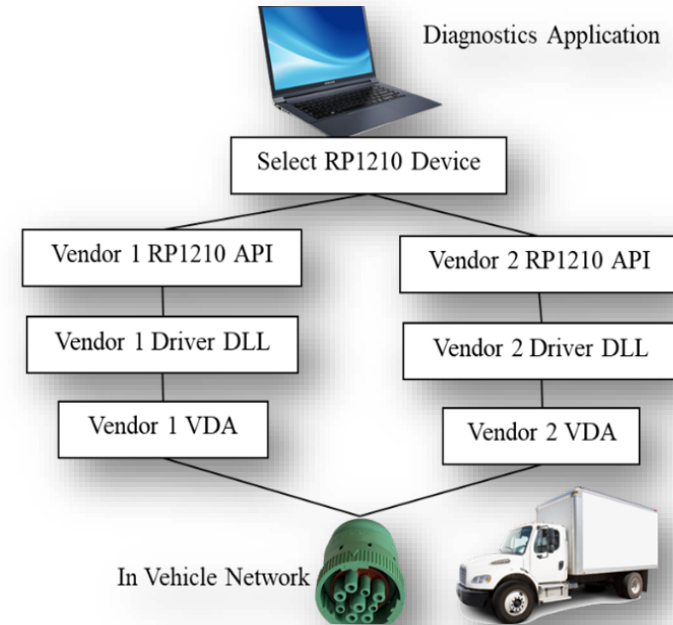 Diagnostics Application
Select RP1210 Device
Vendor 1 RP1210 API
Vendor 2 RP1210 API
Vendor 1 Driver DLL
Vendor 2 Driver DLL
Vendor 1 VDA
Vendor 2 VDA
In Vehicle Network